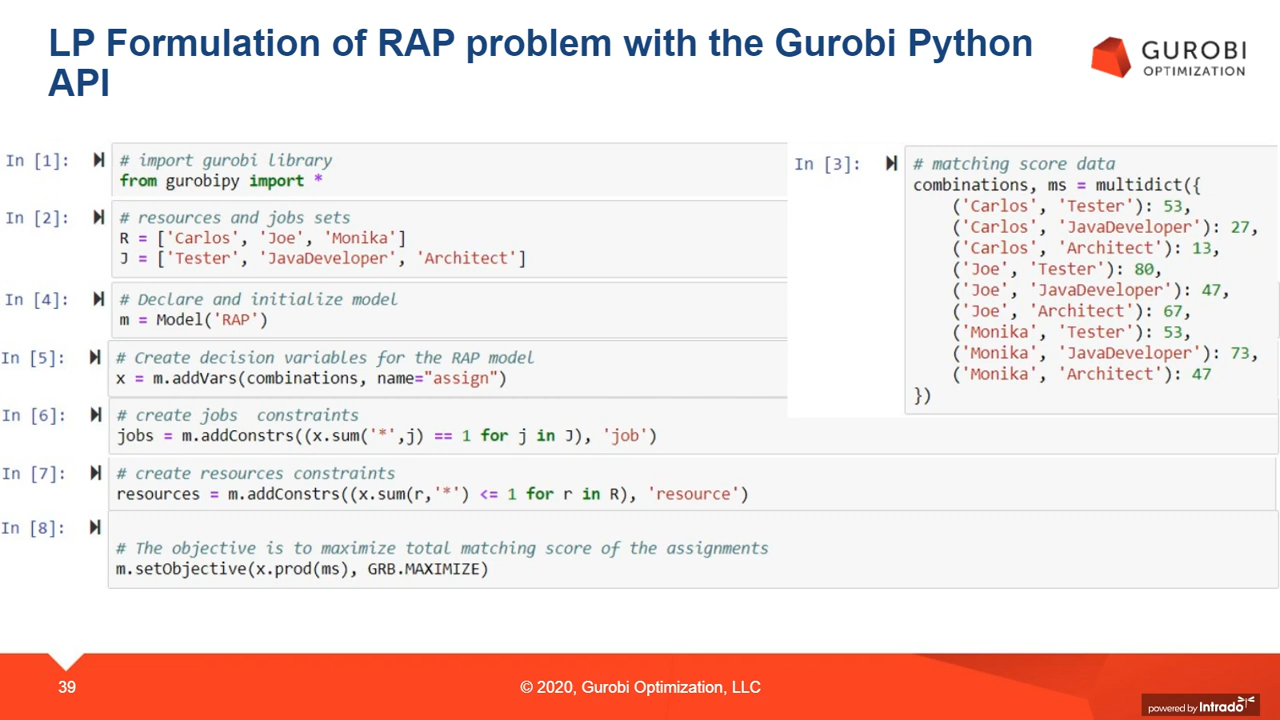 LP Formulation of RAP problem with the Gurobi Python
API
GUROBI
OPTIMIZATION
In [1]:
# import gurobi library
from gurobipy import *
In [2]:
# resources and jobs sets
R = ['Carlos', 'Joe', 'Monika']
J = ['Tester', 'JavaDeveloper', 'Architect']
In [3]:
# matching score data
combinations, ms = multidict({
('Carlos', 'Tester'): 53,
('Carlos', 'JavaDeveloper'): 27,
('Carlos', 'Architect'): 13,
('Joe', 'Tester'): 80,
('Joe', 'JavaDeveloper'): 47,
('Joe', 'Architect'): 67,
('Monika', 'Tester'): 53,
('Monika', 'JavaDeveloper'): 73,
('Monika', 'Architect'): 47
})
In [4]:
# Declare and initialize model
m = Model('RAP')
In [5]:
# Create decision variables for the RAP model
x = m.addVars(combinations, name="assign")
In [6]:
# create jobs  constraints
jobs = m.addConstrs((x.sum('*',j) == 1 for j in J), 'job')
In [7]:
# create resources constraints
resources = m.addConstrs((x.sum(r,'*') <= 1 for r in R), 'resource')
In [8]:
# The objective is to maximize total matching score of the assignments
m.setObjective(x.prod(ms), GRB.MAXIMIZE)
39
© 2020, Gurobi Optimization, LLC
powered by Intrado